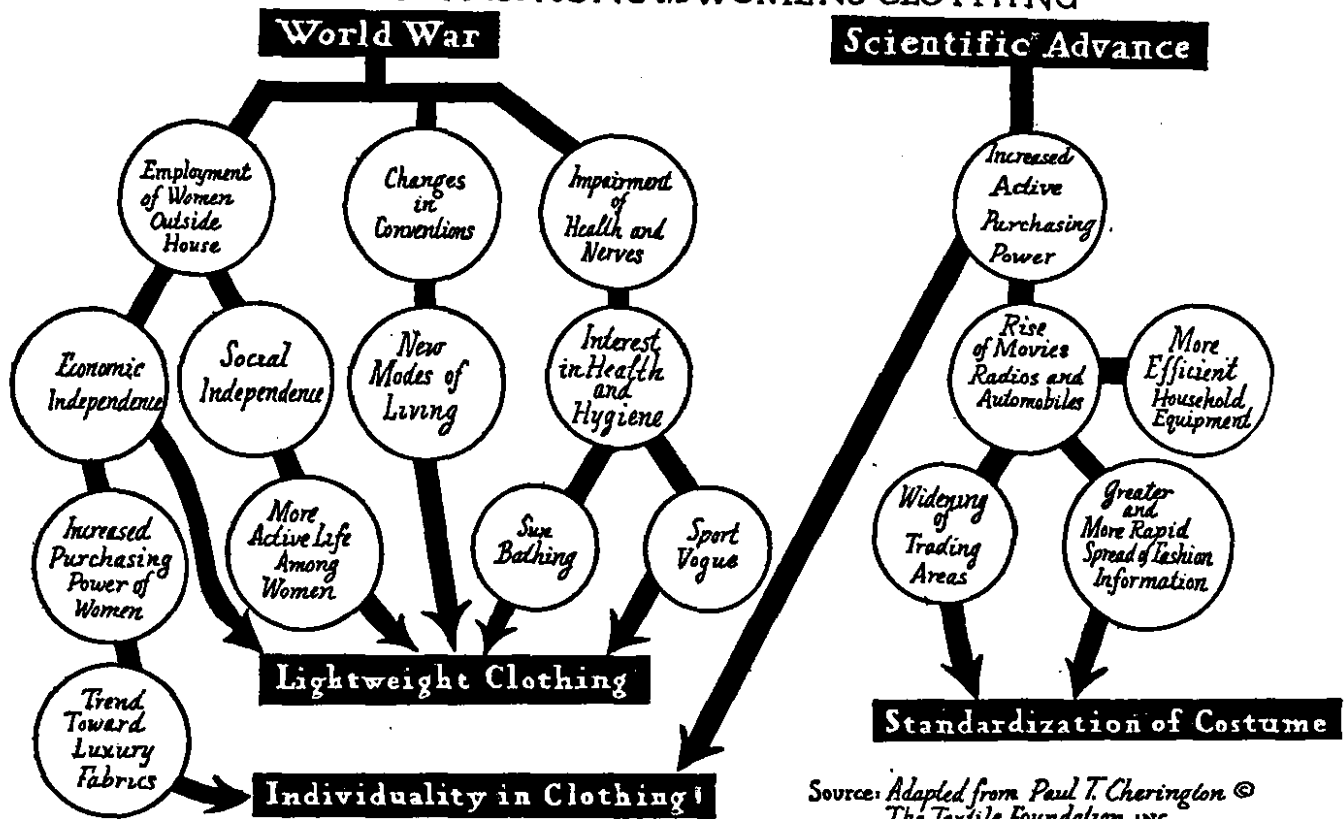 WOMEN'S CLOTHING
World War
Scientific Advance
Employment
of Women
Outside
House
Changes
in
Conventions
Impairment
of
Health and
Nerves
Increased
Active
Purchasing
Power
Economic
Independence
Social
Independence
New
Modes of
Living
Interest
in Health
and
Hygiene
Rise
of Movies
Radios and
Automobiles
More
Efficient
Household
Equipment
Increased
Purchasing
Power of
Women
More
Active Life
Among
Women
Sun
Bathing
Sport
Vogue
Widening
of
Trading
Areas
Greater
and
More Rapid
Spread of Fashion
Information
Lightweight Clothing
Trend
Toward
Luxury
Fabrics
Standardization of Costume
Individuality in Clothing
Source: Adapted from Paul T. Cherington ©
The Textile Foundation INC